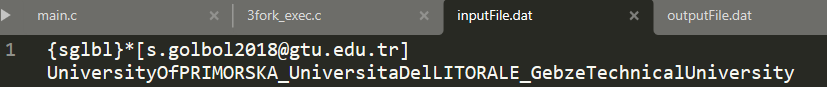 main.c × 3fork_exec.c × inputFile.dat × outputFile.dat
1 {sglbl}*[s.golbol2018@gtu.edu.tr]
UniversityOfPRIMORSKA_UniversitaDelLITORALE_GebzeTechnicalUniversity